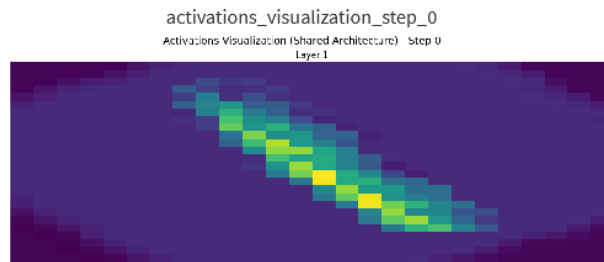 activations_visualization_step_0
Activations Visualization (Shared Architecture) Step 0
Layer 1